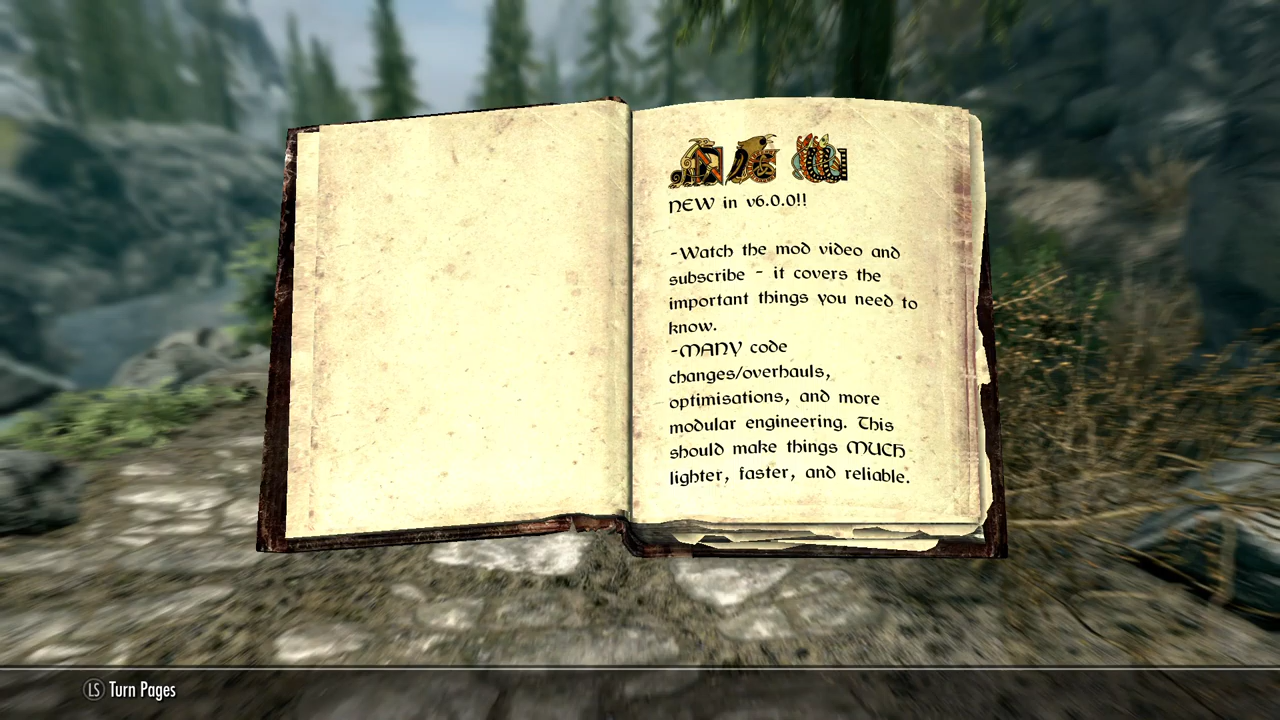 NEW
NEW in v6.0.0!!
-Watch the mod video and
subscribe - it covers the
important things you need to
know.
-MANY code
changes/overhauls,
optimisations, and more
modular engineering. This
should make things MUCH
lighter, faster, and reliable.
LS Turn Pages